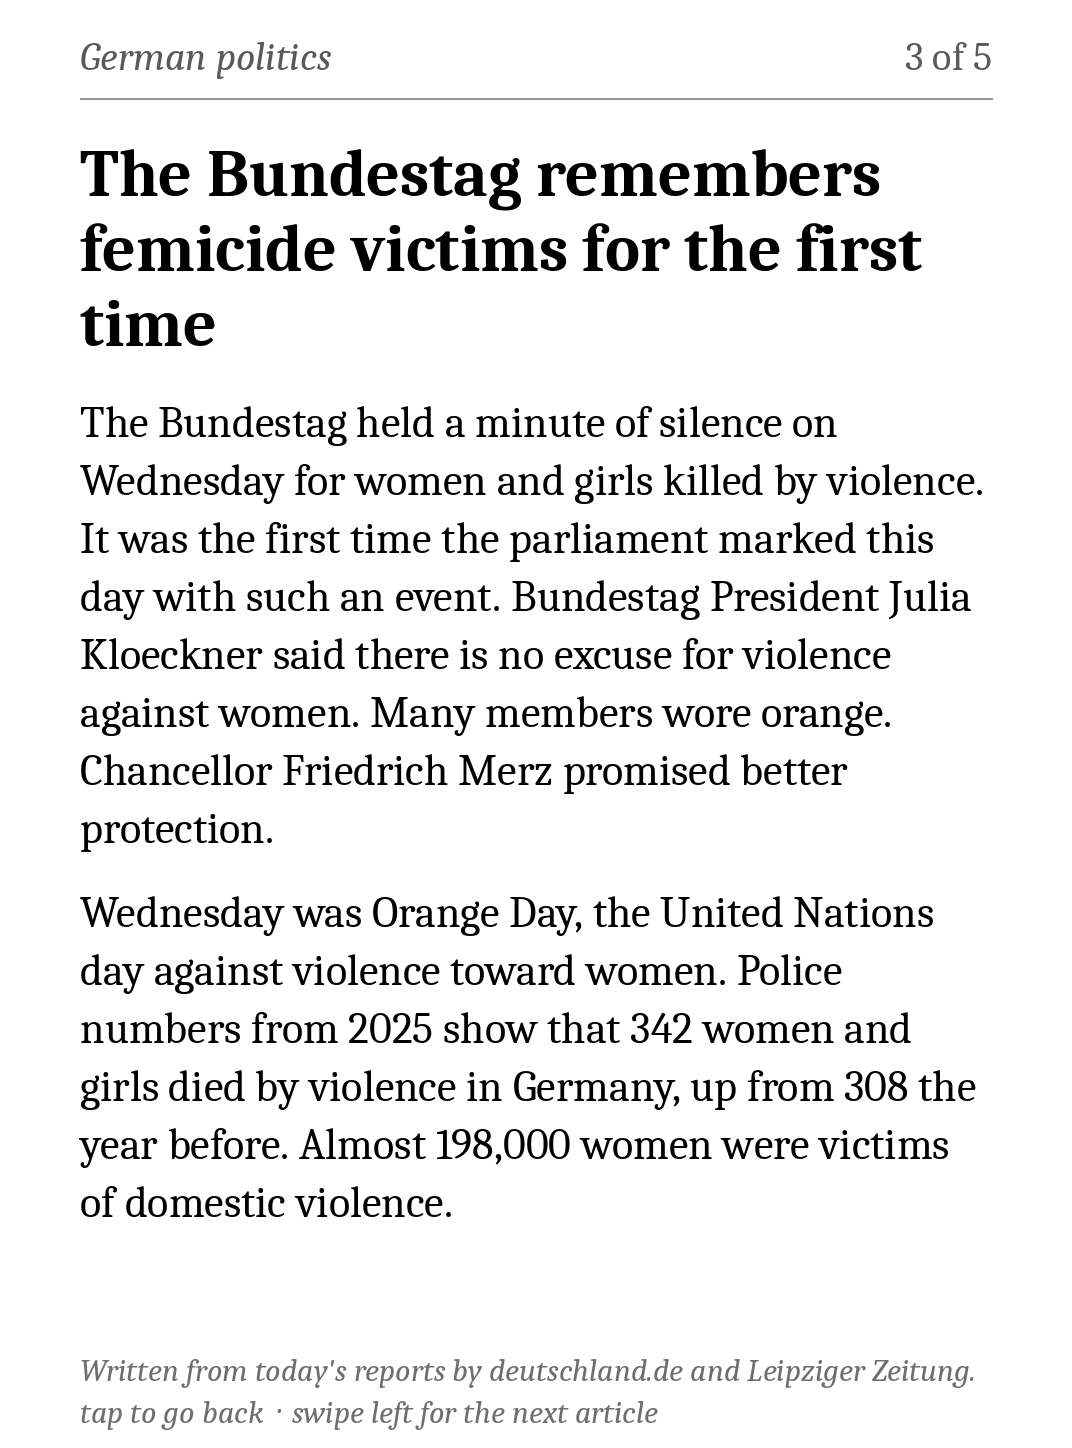 German politics
3 of 5
The Bundestag remembers
femicide victims for the first
time
The Bundestag held a minute of silence on
Wednesday for women and girls killed by violence.
It was the first time the parliament marked this
day with such an event. Bundestag President Julia
Kloeckner said there is no excuse for violence
against women. Many members wore orange.
Chancellor Friedrich Merz promised better
protection.
Wednesday was Orange Day, the United Nations
day against violence toward women. Police
numbers from 2025 show that 342 women and
girls died by violence in Germany, up from 308 the
year before. Almost 198,000 women were victims
of domestic violence.
Written from today's reports by deutschland.de and Leipziger Zeitung.
tap to go back · swipe left for the next article